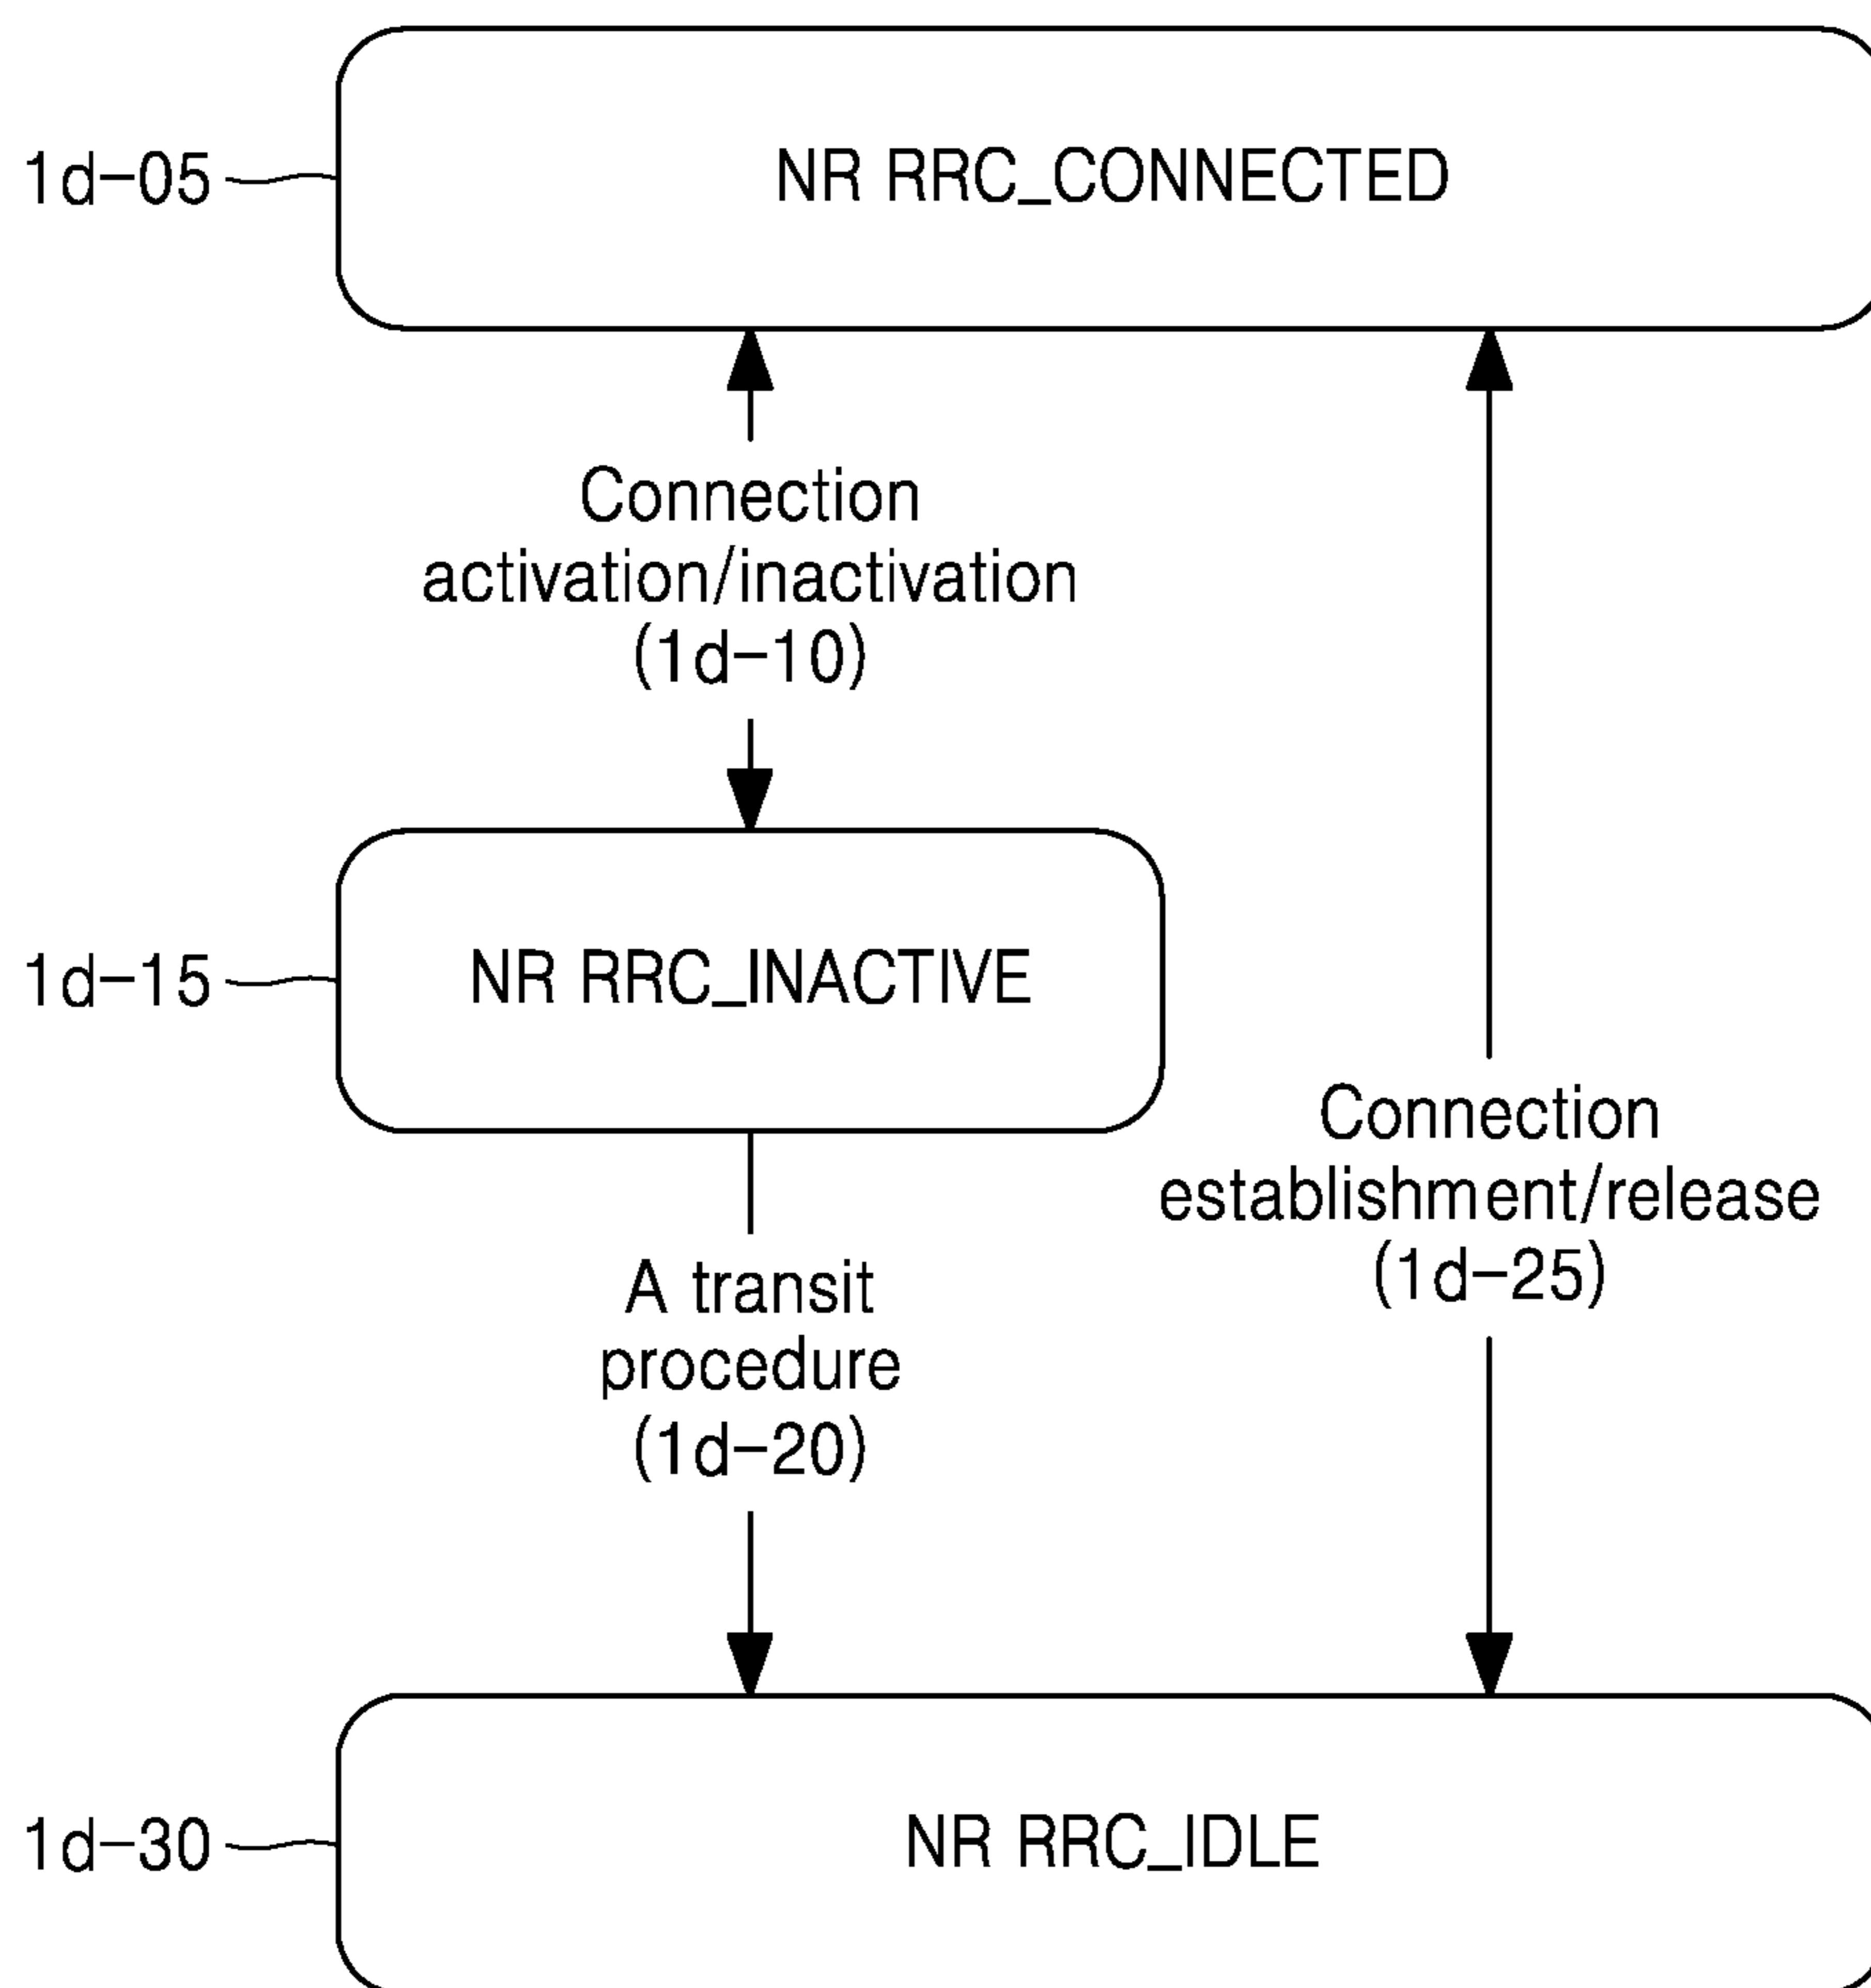 1d-05
NR RRC_CONNECTED
Connection
activation/inactivation
(1d-10)
1d-15
NR RRC_INACTIVE
Connection
establishment/release
(1d-25)
A transit
procedure
(1d-20)
1d-30
NR RRC_IDLE